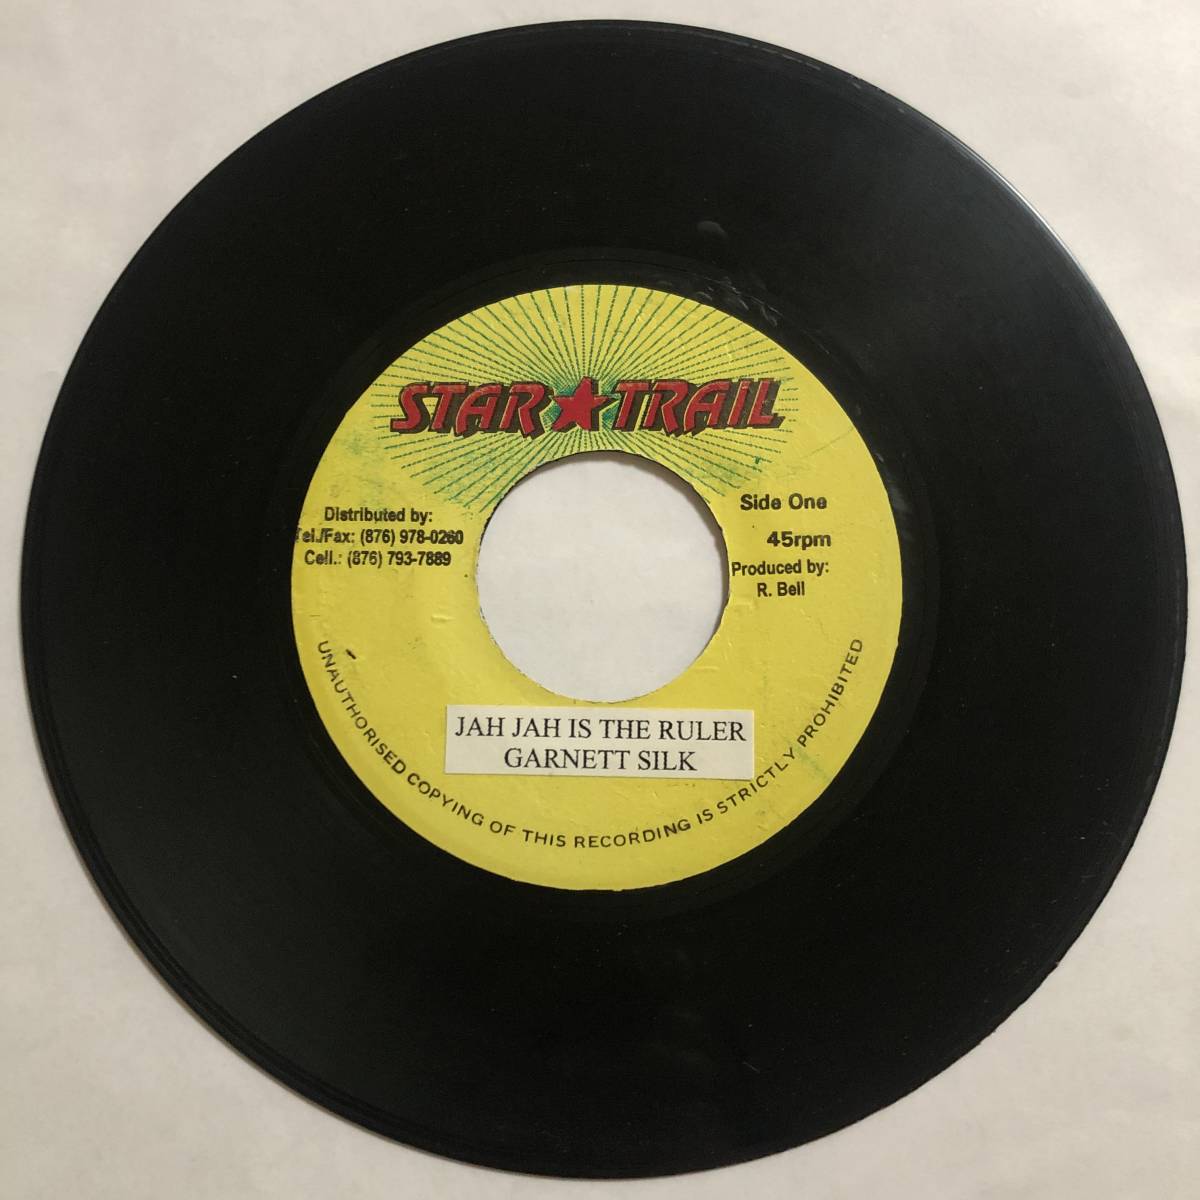 STAR★TRAIL
Side One
45rpm
Produced by:
R. Bell
Distributed by:
Tel./Fax: (876) 978-0260
Cell.: (876) 793-7889
JAH JAH IS THE RULER
GARNETT SILK
UNAUTHORISED COPYING OF THIS RECORDING IS STRICTLY PROHIBITED